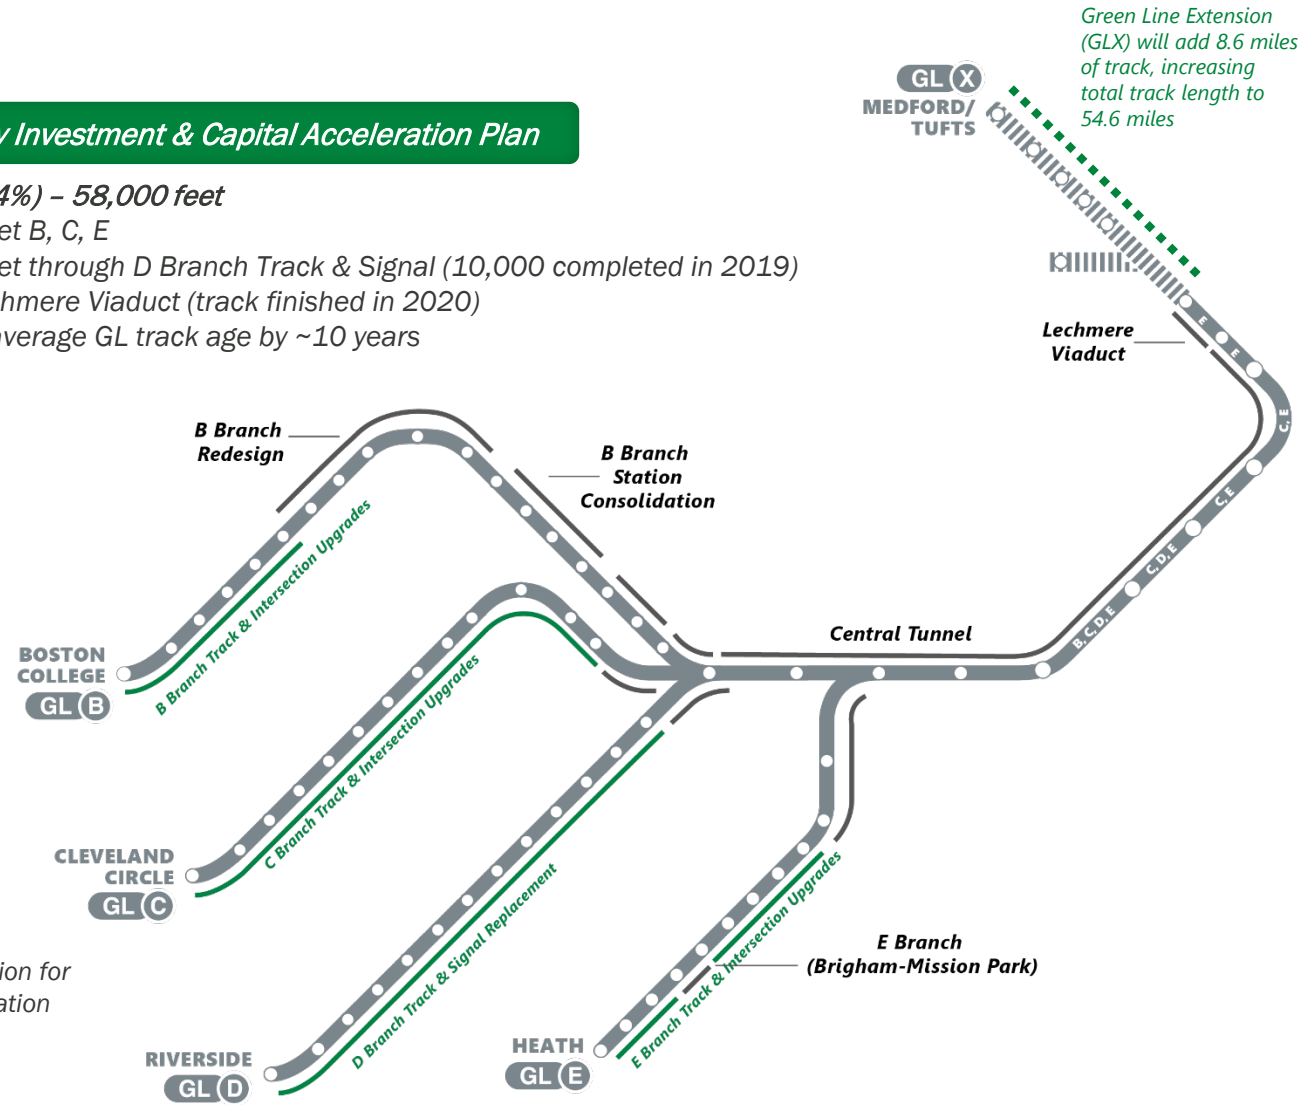 Green Line Extension
(GLX) will add 8.6 miles
of track, increasing
total track length to
54.6 miles
GL X
MEDFORD/
TUFTS
Investment & Capital Acceleration Plan
4%) – 58,000 feet
et B, C, E
et through D Branch Track & Signal (10,000 completed in 2019)
chmere Viaduct (track finished in 2020)
average GL track age by ~10 years
Lechmere
Viaduct
E
E
C, E
C, E
C, D, E
B, C, D, E
B Branch
Redesign
B Branch
Station
Consolidation
B Branch Track & Intersection Upgrades
Central Tunnel
BOSTON
COLLEGE
GL B
C Branch Track & Intersection Upgrades
CLEVELAND
CIRCLE
GL C
D Branch Track & Signal Replacement
E Branch Track & Intersection Upgrades
E Branch
(Brigham-Mission Park)
ion for
ation
RIVERSIDE
GL D
HEATH
GL E